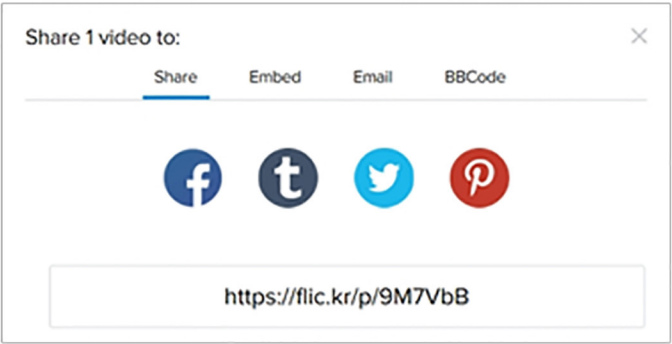 Share 1 video to:
Share Embed Email BBCode
https://flic.kr/p/9M7VbB